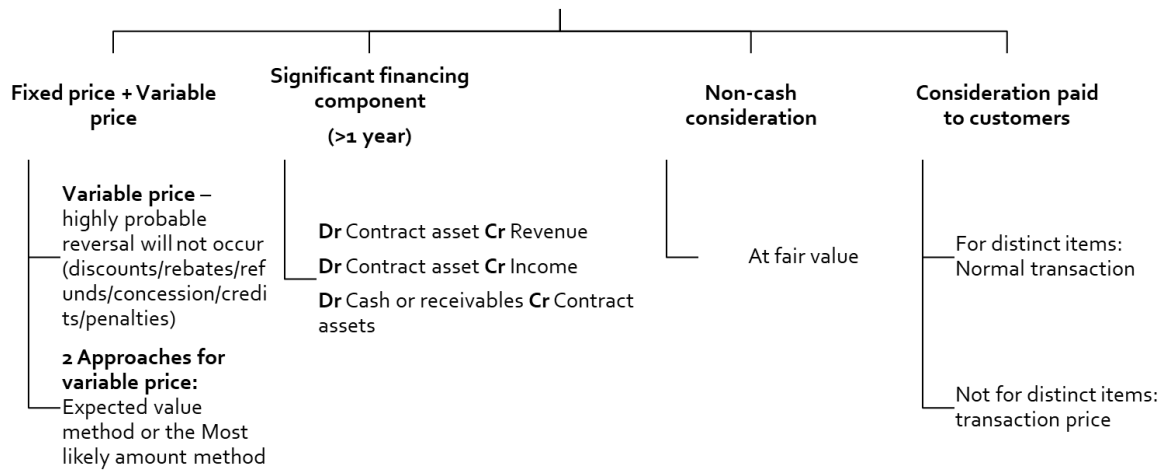 Fixed price + Variable
price
Variable price –
highly probable
reversal will not occur
(discounts/rebates/ref
unds/concession/credi
ts/penalties)
2 Approaches for
variable price:
Expected value
method or the Most
likely amount method
Significant financing
component
(>1 year)
Dr Contract asset Cr Revenue
Dr Contract asset Cr Income
Dr Cash or receivables Cr Contract
assets
Non-cash
consideration
At fair value
Consideration paid
to customers
For distinct items:
Normal transaction
Not for distinct items:
transaction price